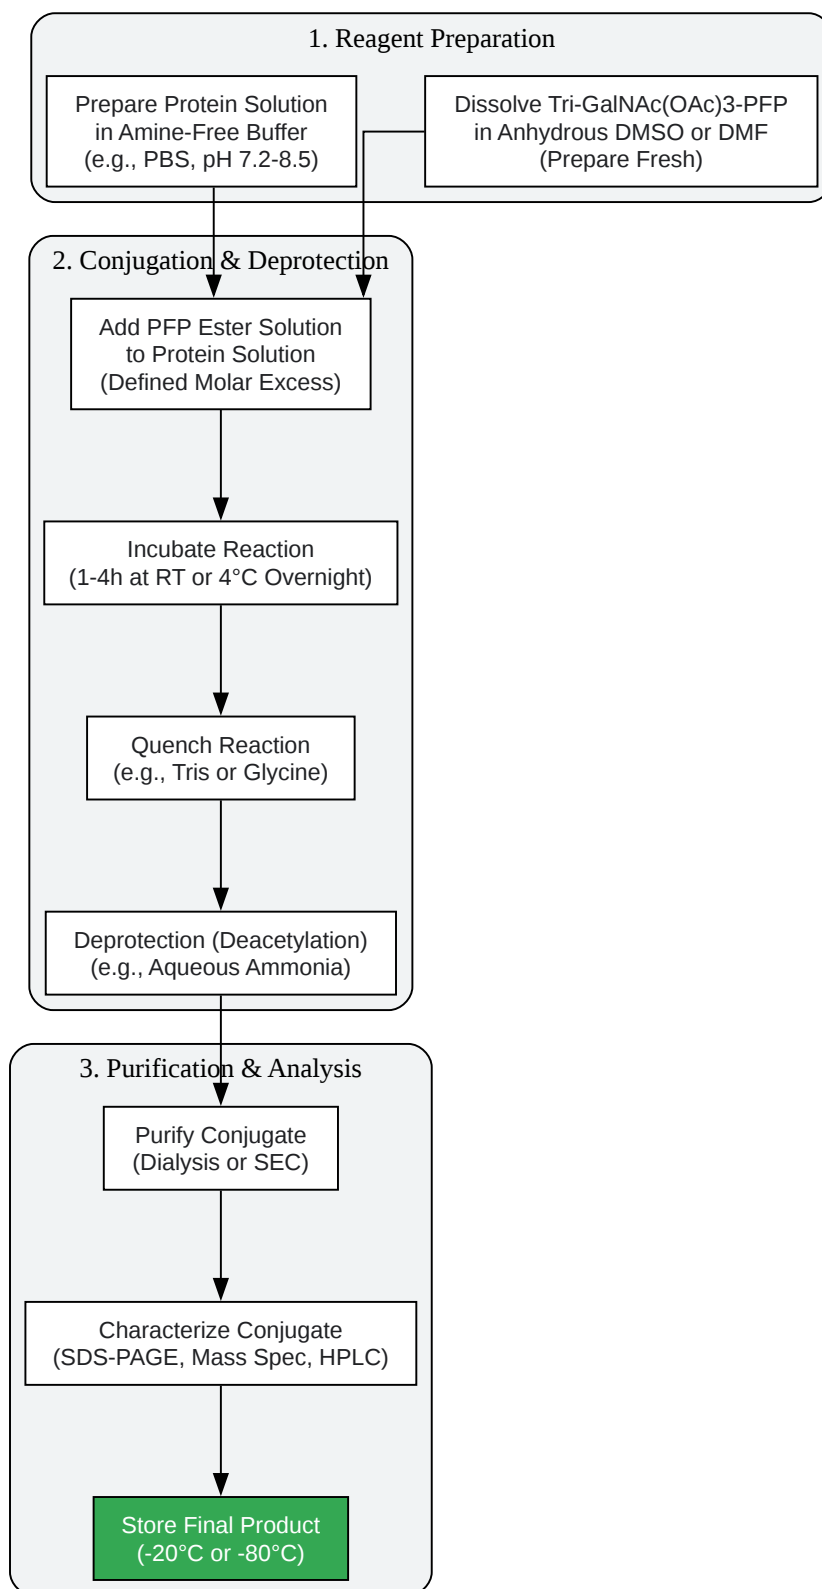 1. Reagent Preparation
Prepare Protein Solution
in Amine-Free Buffer
(e.g., PBS, pH 7.2-8.5)
Dissolve Tri-GalNAc(OAc)3-PFP
in Anhydrous DMSO or DMF
(Prepare Fresh)
2. Conjugation & Deprotection
Add PFP Ester Solution
to Protein Solution
(Defined Molar Excess)
Incubate Reaction
(1-4h at RT or 4°C Overnight)
Quench Reaction
(e.g., Tris or Glycine)
Deprotection (Deacetylation)
(e.g., Aqueous Ammonia)
3. Purification & Analysis
Purify Conjugate
(Dialysis or SEC)
Characterize Conjugate
(SDS-PAGE, Mass Spec, HPLC)
Store Final Product
(-20°C or -80°C)